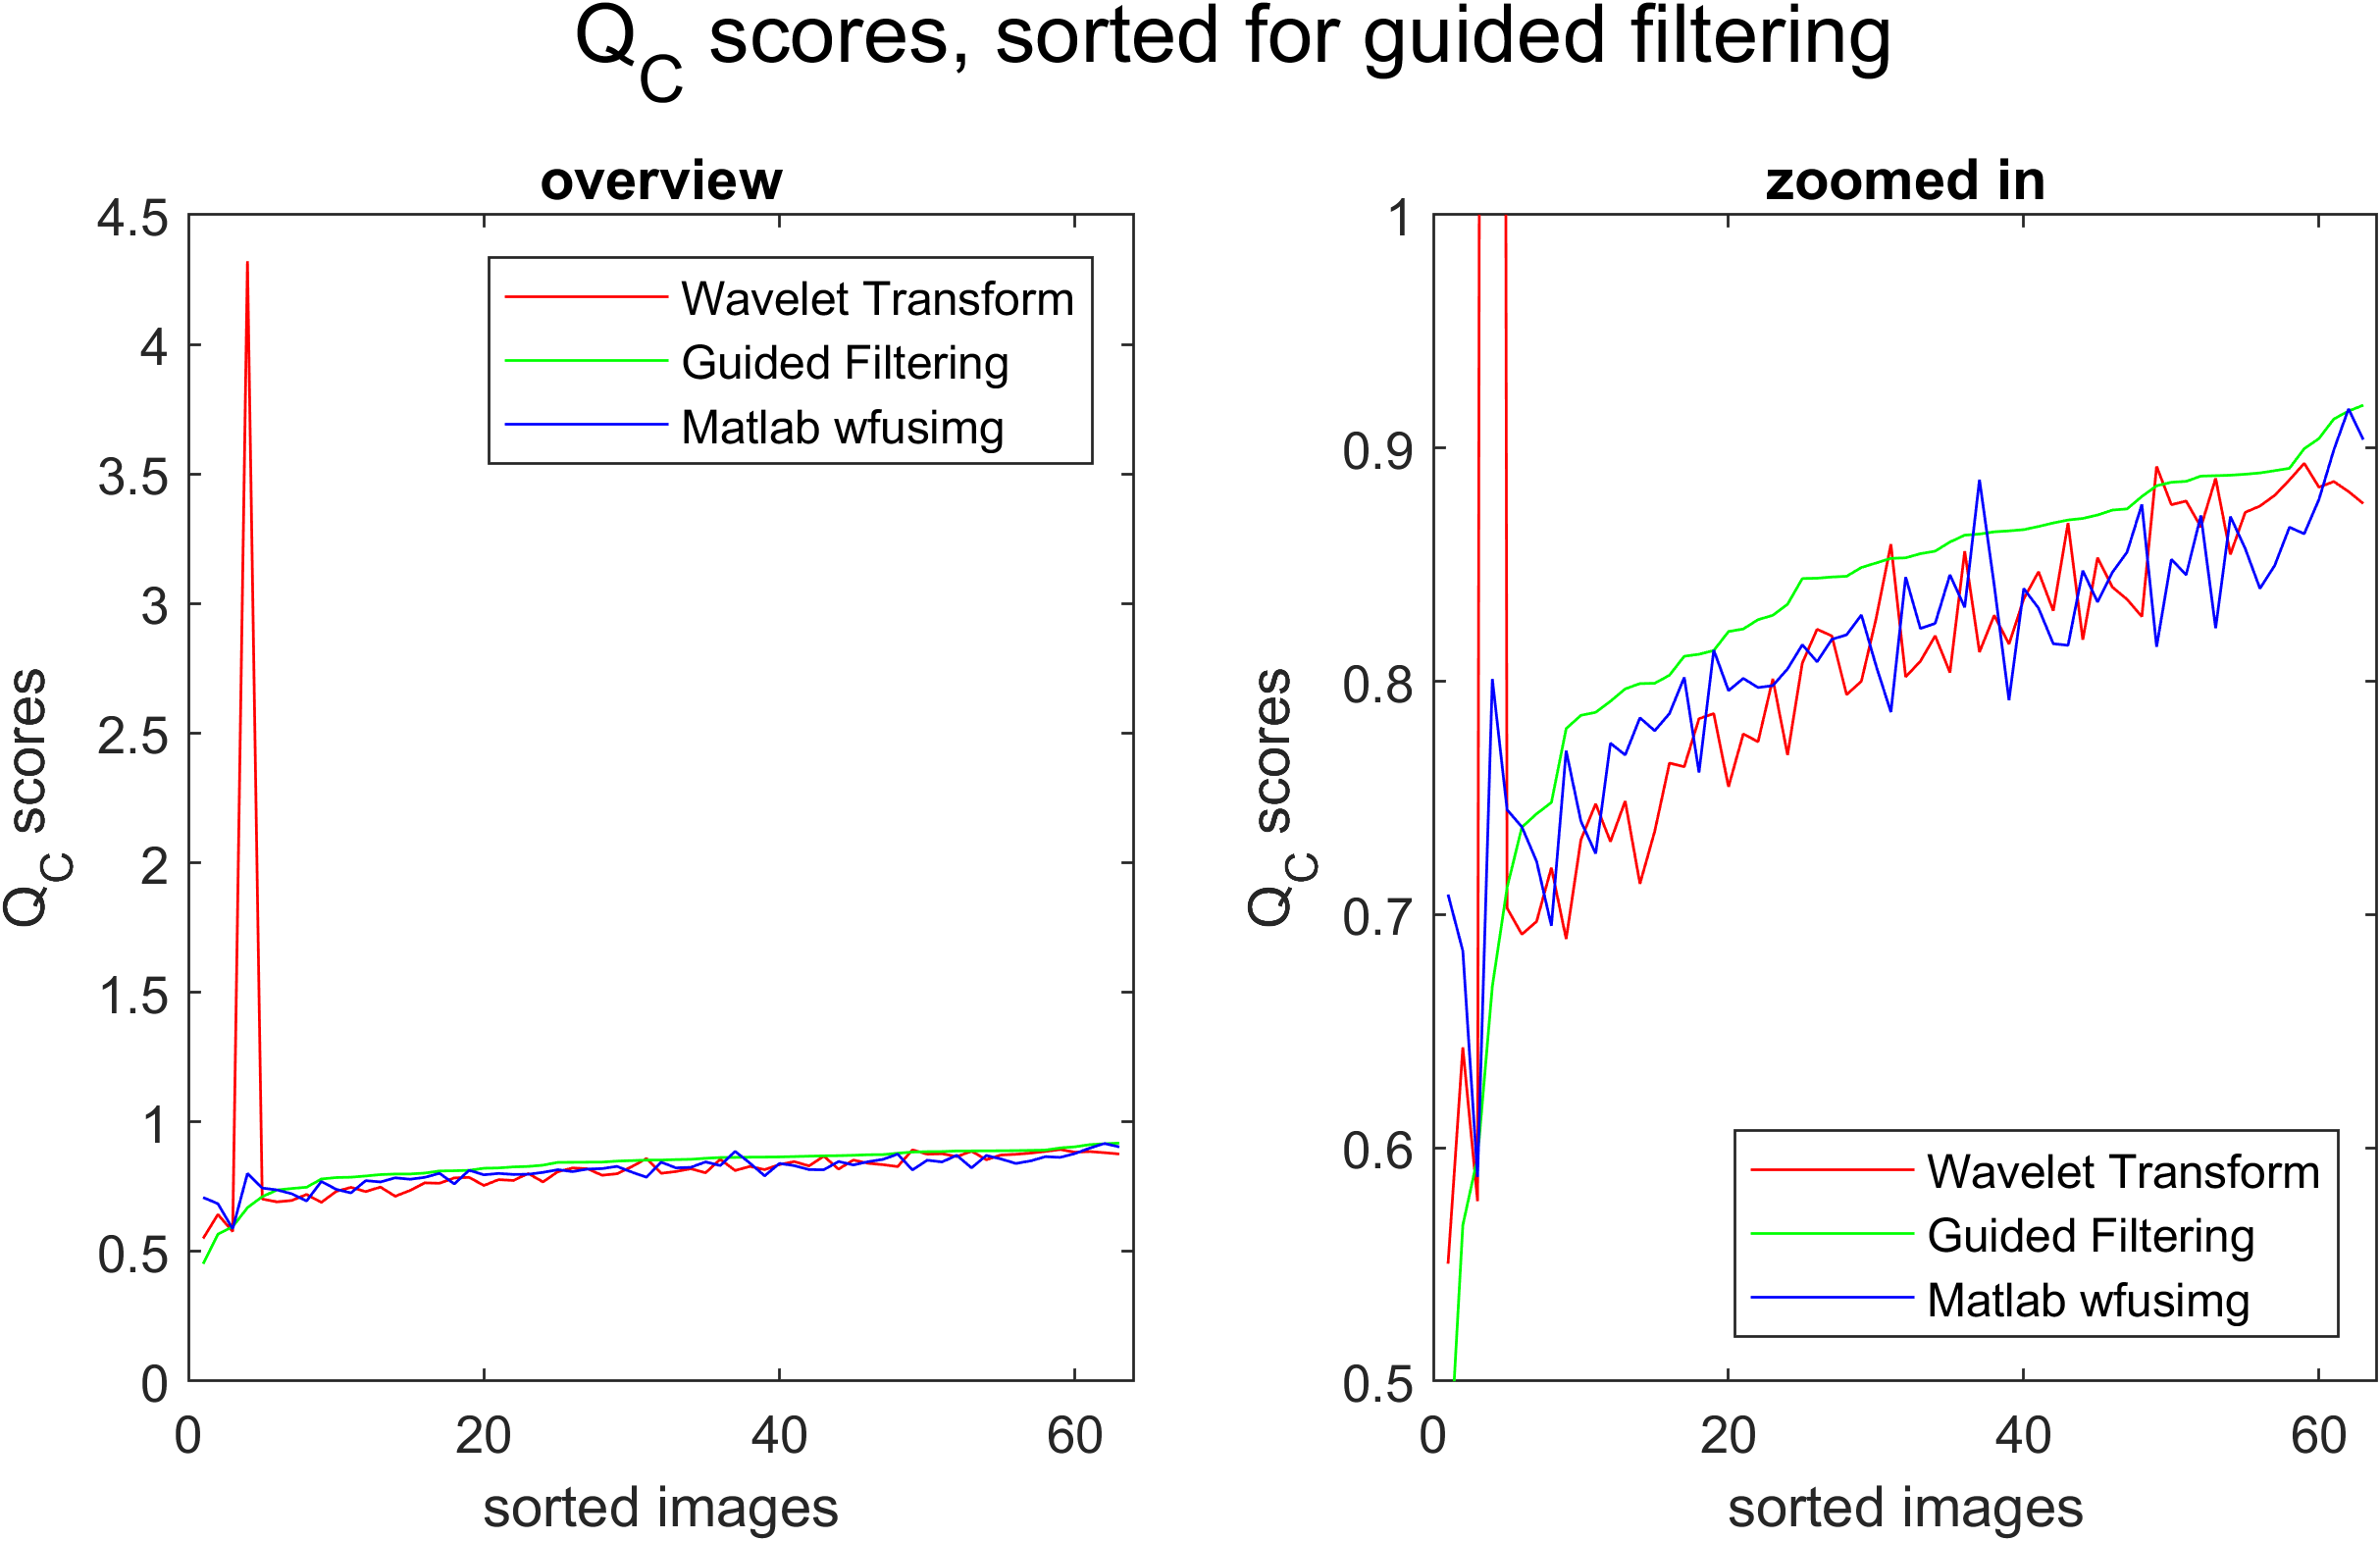 Q_C scores, sorted for guided filtering
overview
4.5
4
3.5
3
2.5
2
1.5
1
0.5
0
Q_C scores
0
20
40
60
sorted images
Wavelet Transform
Guided Filtering
Matlab wfusimg
zoomed in
1
0.9
0.8
0.7
0.6
0.5
Q_C scores
0
20
40
60
sorted images
Wavelet Transform
Guided Filtering
Matlab wfusimg